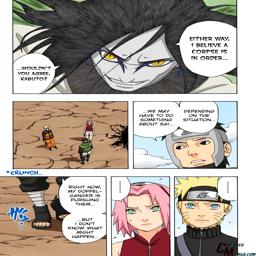 EITHER WAY,
I BELIEVE A
CORPSE IS
IN ORDER...
...WOULDN'T
YOU AGREE,
KABUTO?
DEPENDING
ON THE
SITUATION...
...WE MAY
HAVE TO DO
SOMETHING
ABOUT SAI.
*CRUNCH...
RIGHT NOW,
MY DOPPEL-
GANGER IS
PURSUING
THEM...
...BUT
I DON'T
KNOW WHAT
MIGHT
HAPPEN...
...
...